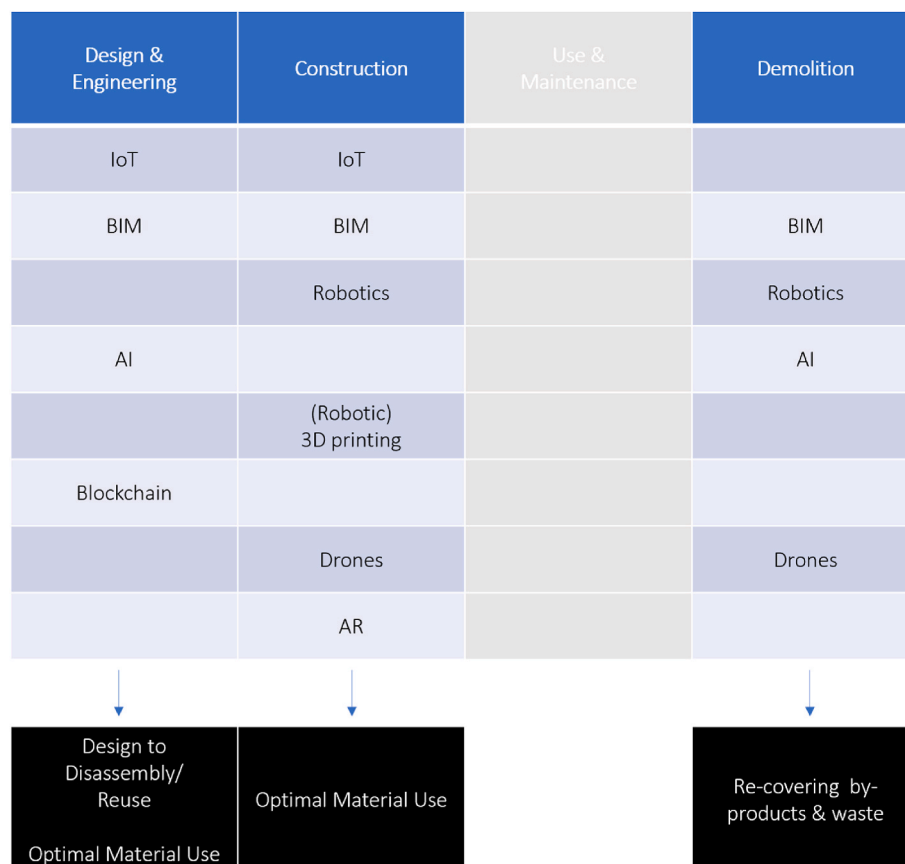 Design &
Engineering
Construction
Use &
Maintenance
Demolition
IoT
IoT
BIM
BIM
BIM
Robotics
Robotics
AI
AI
(Robotic)
3D printing
Blockchain
Drones
Drones
AR
Design to
Disassembly/
Reuse
Optimal Material Use
Optimal Material Use
Re-covering by-
products & waste